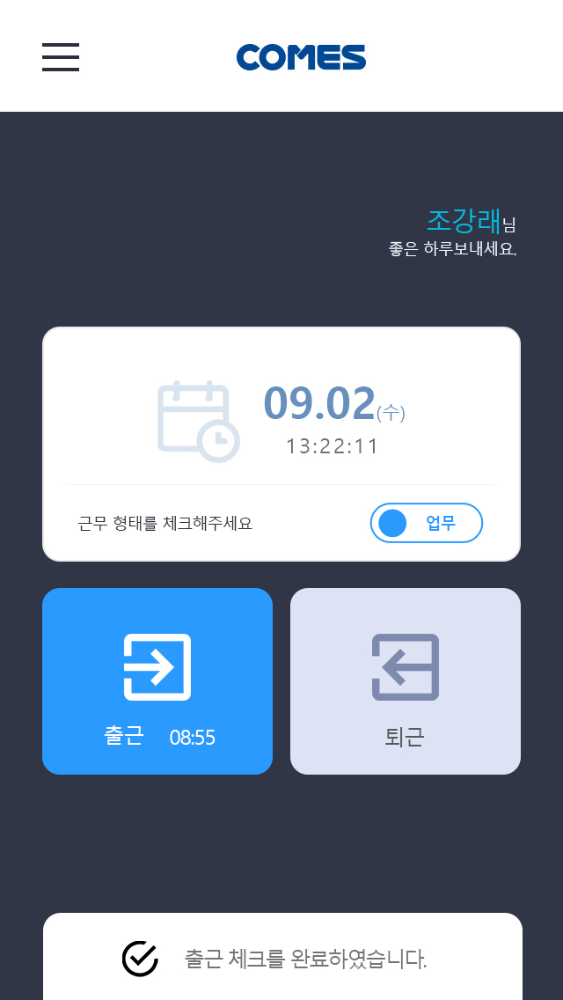 COMES
조강래님
좋은 하루보내세요.
09.02(수)
13:22:11
근무 형태를 체크해주세요
업무
출근 08:55
퇴근
출근 체크를 완료하였습니다.